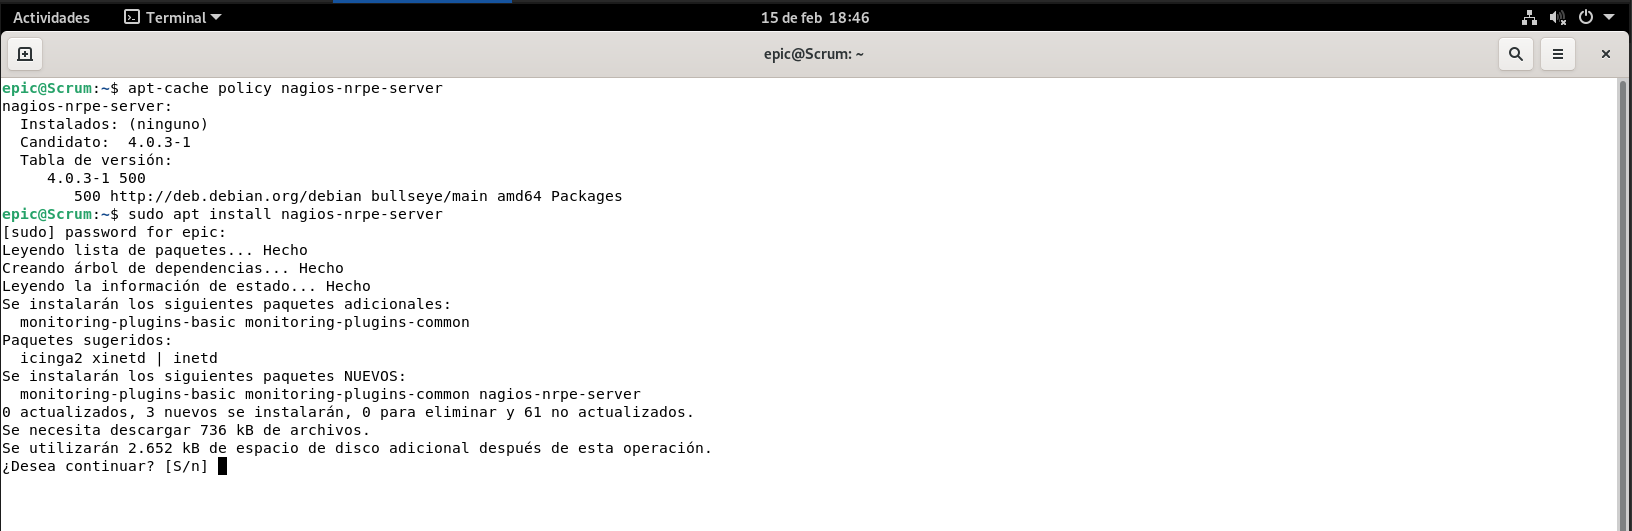 Actividades Terminal 15 de feb 18:46
epic@Scrum: ~
epic@Scrum:~$ apt-cache policy nagios-nrpe-server
nagios-nrpe-server:
  Instalados: (ninguno)
  Candidato:  4.0.3-1
  Tabla de versión:
     4.0.3-1 500
        500 http://deb.debian.org/debian bullseye/main amd64 Packages
epic@Scrum:~$ sudo apt install nagios-nrpe-server
[sudo] password for epic:
Leyendo lista de paquetes... Hecho
Creando árbol de dependencias... Hecho
Leyendo la información de estado... Hecho
Se instalarán los siguientes paquetes adicionales:
  monitoring-plugins-basic monitoring-plugins-common
Paquetes sugeridos:
  icinga2 xinetd | inetd
Se instalarán los siguientes paquetes NUEVOS:
  monitoring-plugins-basic monitoring-plugins-common nagios-nrpe-server
0 actualizados, 3 nuevos se instalarán, 0 para eliminar y 61 no actualizados.
Se necesita descargar 736 kB de archivos.
Se utilizarán 2.652 kB de espacio de disco adicional después de esta operación.
¿Desea continuar? [S/n]